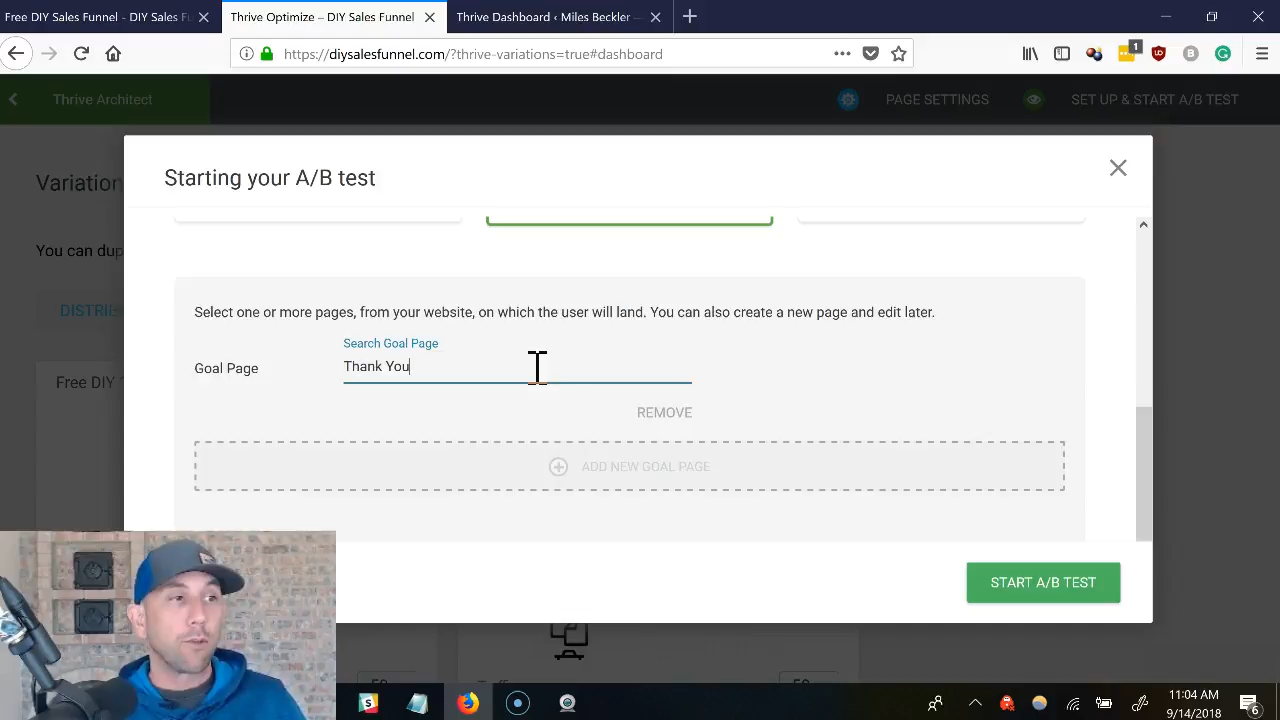 Free DIY Sales Funnel – DIY Sales F
Thrive Optimize – DIY Sales Funnel
Thrive Dashboard ‹ Miles Beckler —
https://diysalesfunnel.com/?thrive-variations=true#dashboard
1
Thrive Architect
PAGE SETTINGS
SET UP & START A/B TEST
Starting your A/B test
Variation
You can dup
DISTRIB
Free DIY
Select one or more pages, from your website, on which the user will land. You can also create a new page and edit later.
Search Goal Page
Goal Page
Thank You
REMOVE
ADD NEW GOAL PAGE
START A/B TEST
11:04 AM
9/14/2018
6